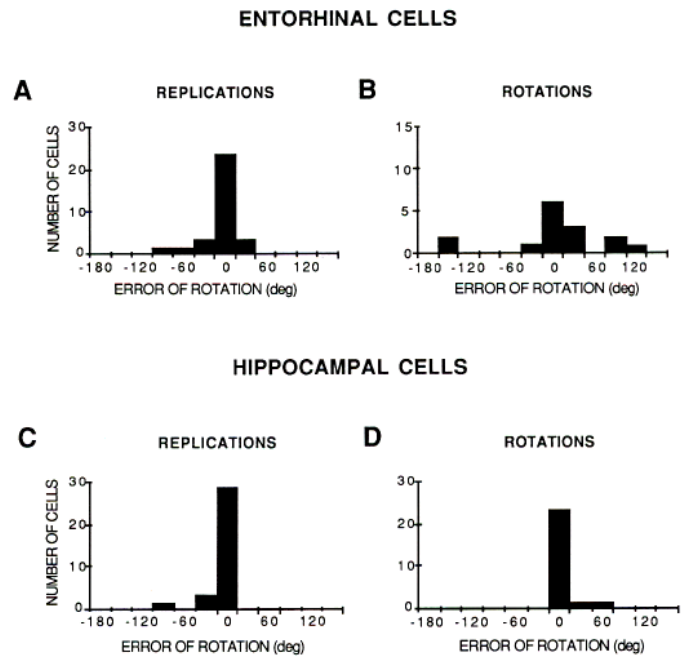 ENTORHINAL CELLS
A
REPLICATIONS
NUMBER OF CELLS
30
20
10
0
-180 -120 -60 0 60 120
ERROR OF ROTATION (deg)
B
ROTATIONS
15
10
5
0
-180 -120 -60 0 60 120
ERROR OF ROTATION (deg)
HIPPOCAMPAL CELLS
C
REPLICATIONS
NUMBER OF CELLS
30
20
10
0
-180 -120 -60 0 60 120
ERROR OF ROTATION (deg)
D
ROTATIONS
30
20
10
0
-180 -120 -60 0 60 120
ERROR OF ROTATION (deg)